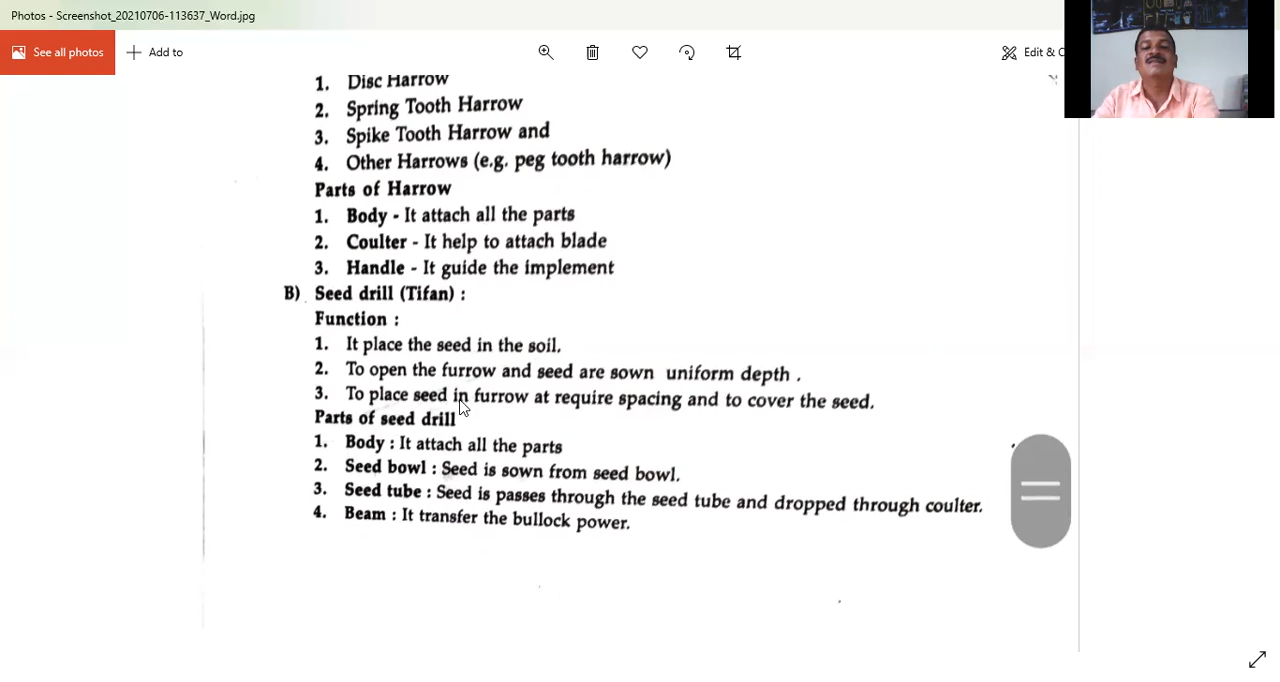 Photos - Screenshot_20210706-113637_Word.jpg
See all photos
Add to
Edit & C
1. Disc Harrow
2. Spring Tooth Harrow
3. Spike Tooth Harrow and
4. Other Harrows (e.g. peg tooth harrow)
Parts of Harrow
1. Body - It attach all the parts
2. Coulter - It help to attach blade
3. Handle - It guide the implement
B) Seed drill (Tifan) :
Function :
1. It place the seed in the soil.
2. To open the furrow and seed are sown uniform depth .
3. To place seed in furrow at require spacing and to cover the seed.
Parts of seed drill
1. Body : It attach all the parts
2. Seed bowl : Seed is sown from seed bowl.
3. Seed tube : Seed is passes through the seed tube and dropped through coulter.
4. Beam : It transfer the bullock power.